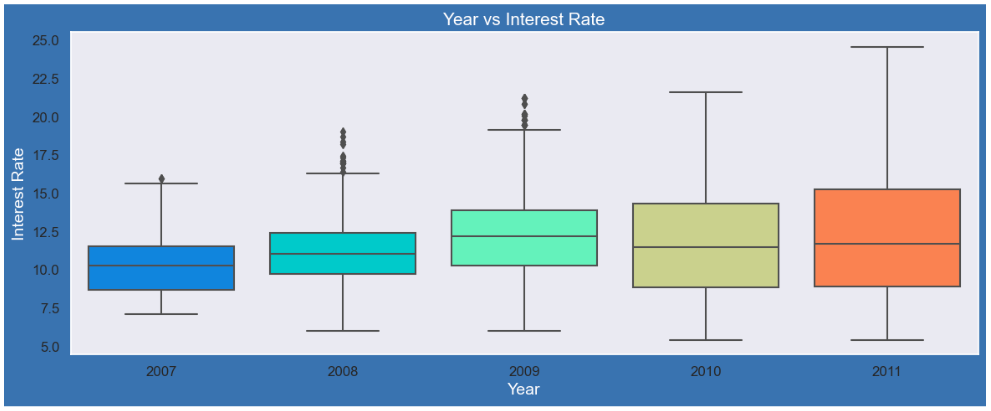 Year vs Interest Rate
25.0
22.5
20.0
17.5
15.0
12.5
10.0
7.5
5.0
Interest Rate
2007 2008 2009 2010 2011
Year